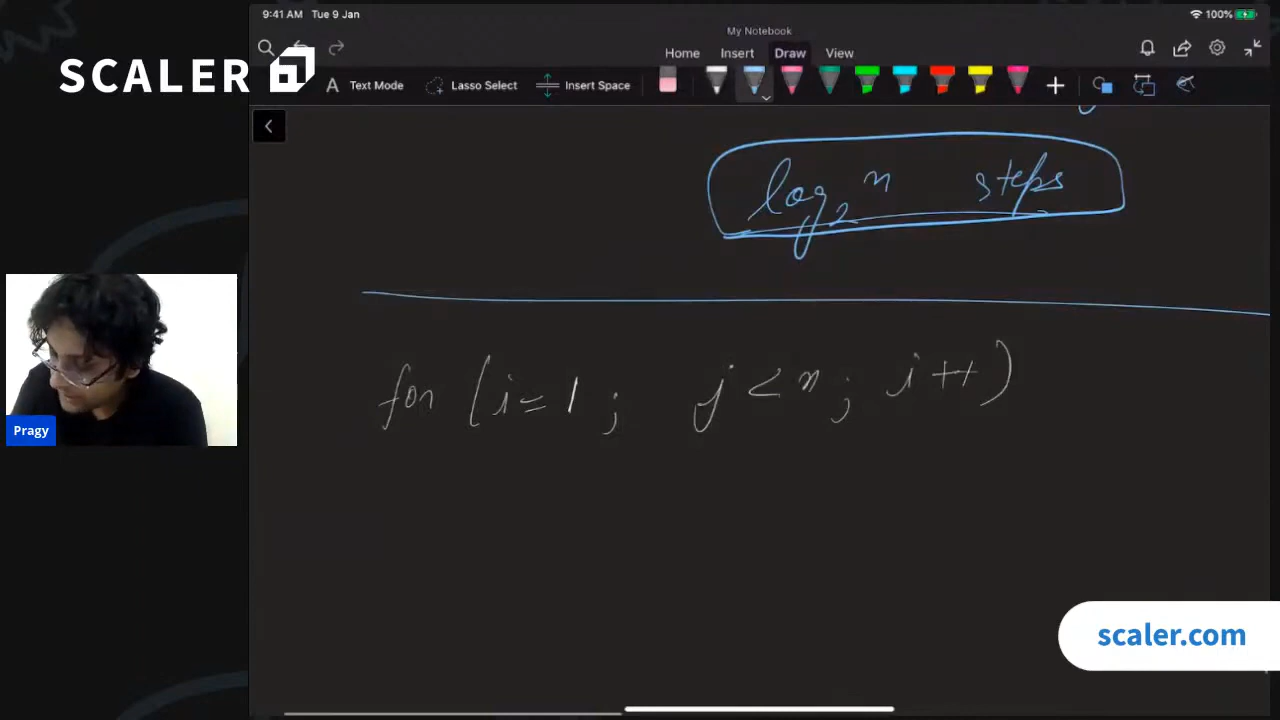 9:41 AM Tue 9 Jan
100%
My Notebook
SCALER
Home Insert Draw View
Text Mode Lasso Select Insert Space
log₂ n steps
for (i=1; j<n; i++)
Pragy
scaler.com